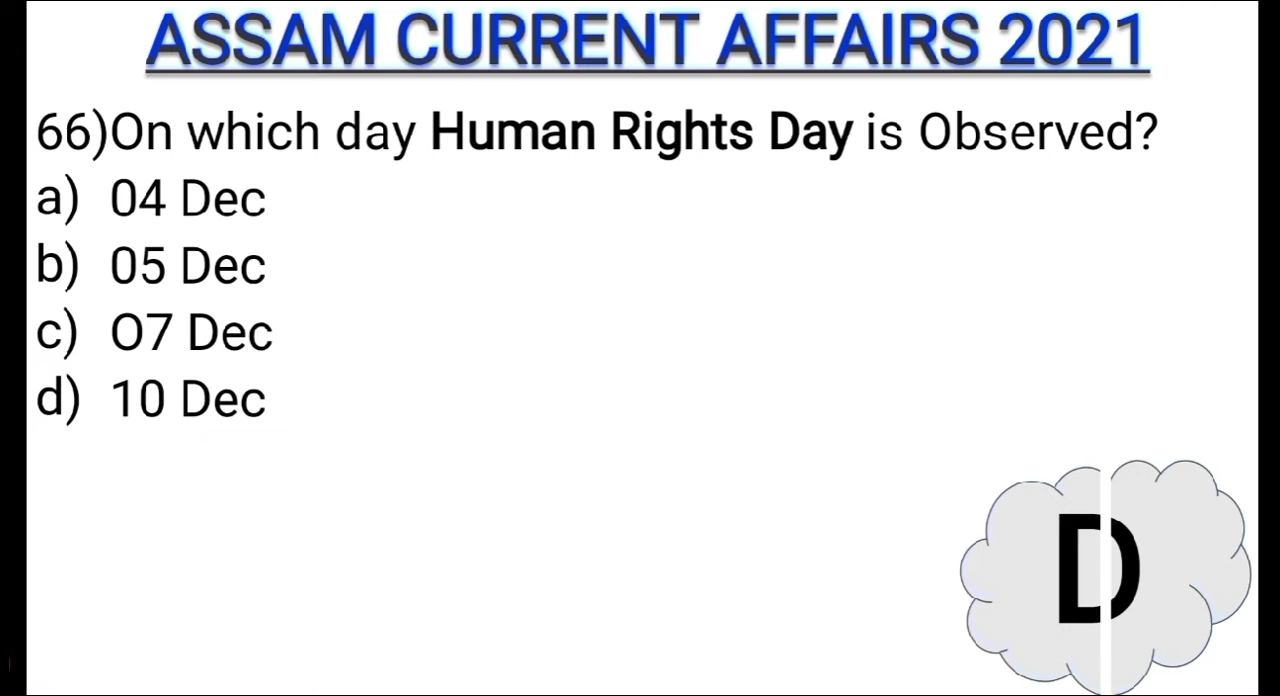 ASSAM CURRENT AFFAIRS 2021
66)On which day Human Rights Day is Observed?
a) 04 Dec
b) 05 Dec
c) O7 Dec
d) 10 Dec
D